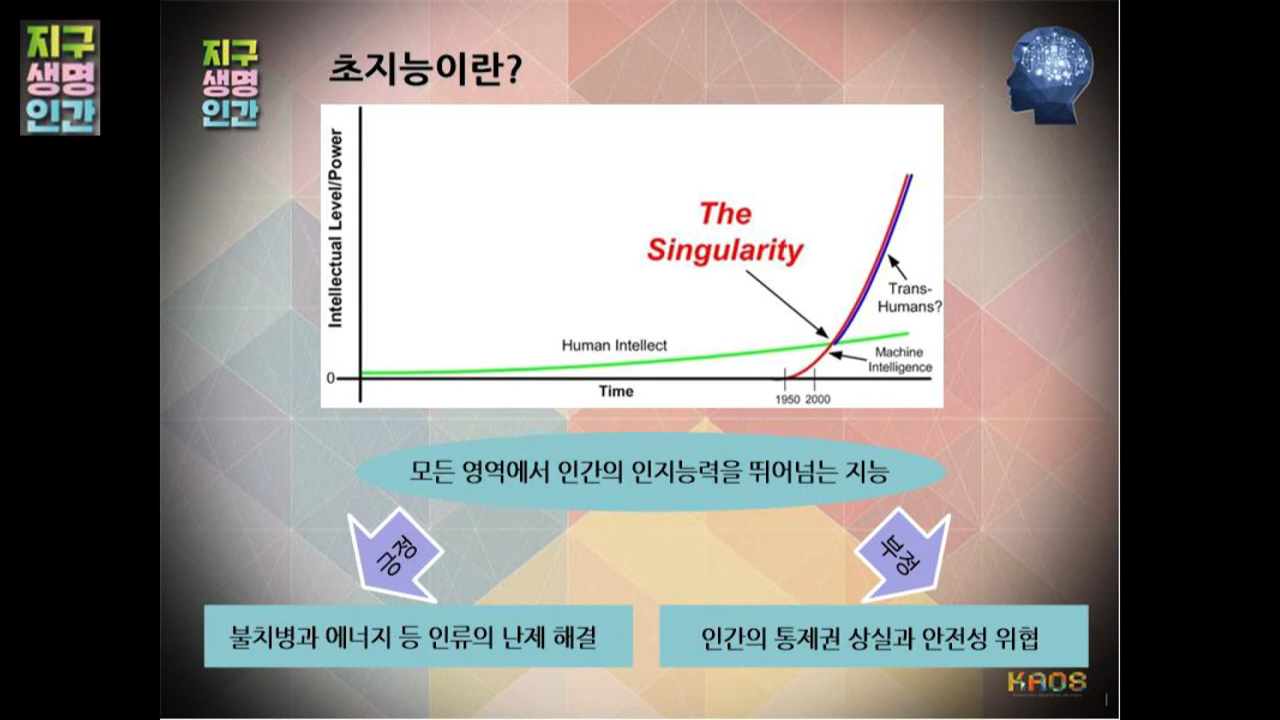 지구
생명
인간
지구
생명
인간
초지능이란?
Intellectual Level/Power
The
Singularity
Trans-
Humans?
Human Intellect
Machine
Intelligence
0
Time
1950 2000
모든 영역에서 인간의 인지능력을 뛰어넘는 지능
긍정
부정
불치병과 에너지 등 인류의 난제 해결
인간의 통제권 상실과 안전성 위협
KAOS